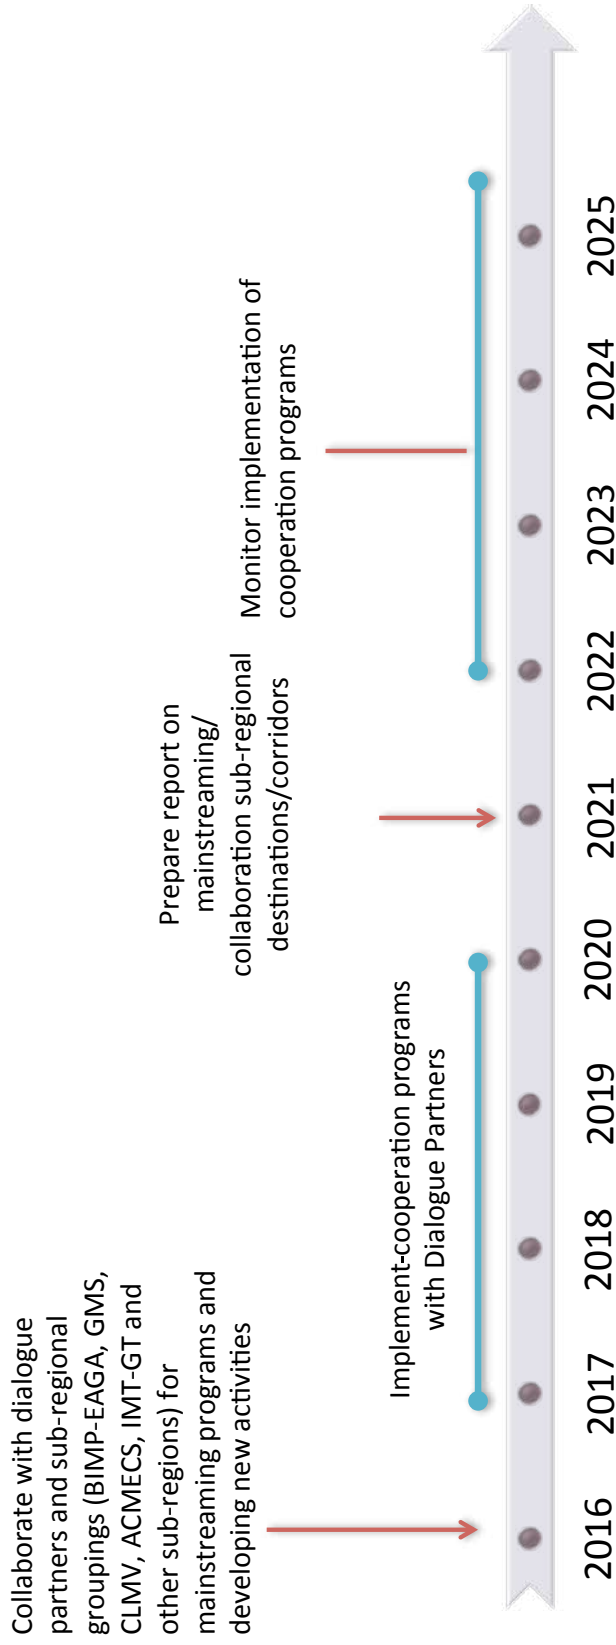 Collaborate with dialogue
partners and sub-regional
groupings (BIMP-EAGA, GMS,
CLMV, ACMECS, IMT-GT and
other sub-regions) for
mainstreaming programs and
developing new activities
Implement-cooperation programs
with Dialogue Partners
Prepare report on
mainstreaming/
collaboration sub-regional
destinations/corridors
Monitor implementation of
cooperation programs
2016
2017
2018
2019
2020
2021
2022
2023
2024
2025